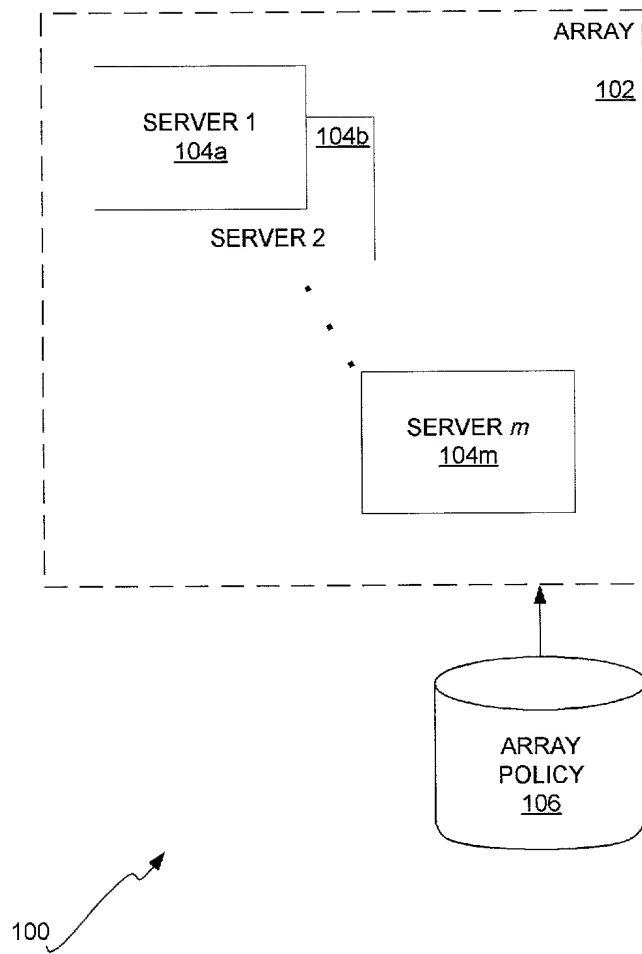 ARRAY
102
SERVER 1
104a
104b
SERVER 2
SERVER m
104m
ARRAY
POLICY
106
100